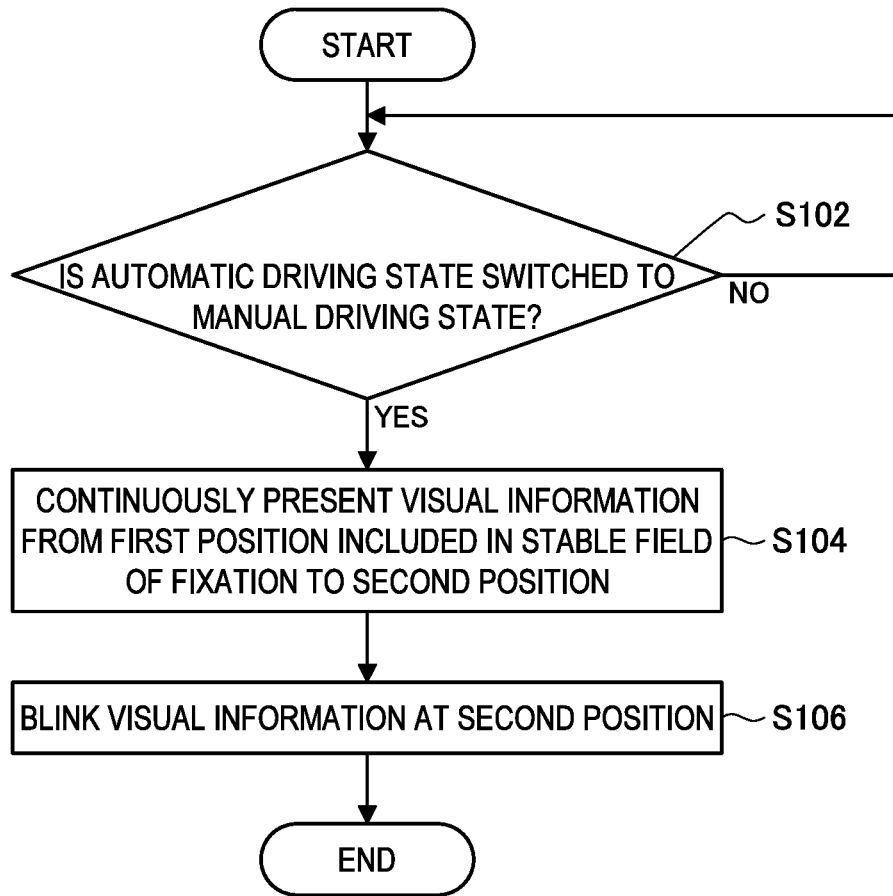 START
S102
IS AUTOMATIC DRIVING STATE SWITCHED TO
MANUAL DRIVING STATE?
NO
YES
CONTINUOUSLY PRESENT VISUAL INFORMATION
FROM FIRST POSITION INCLUDED IN STABLE FIELD
OF FIXATION TO SECOND POSITION
S104
BLINK VISUAL INFORMATION AT SECOND POSITION
S106
END